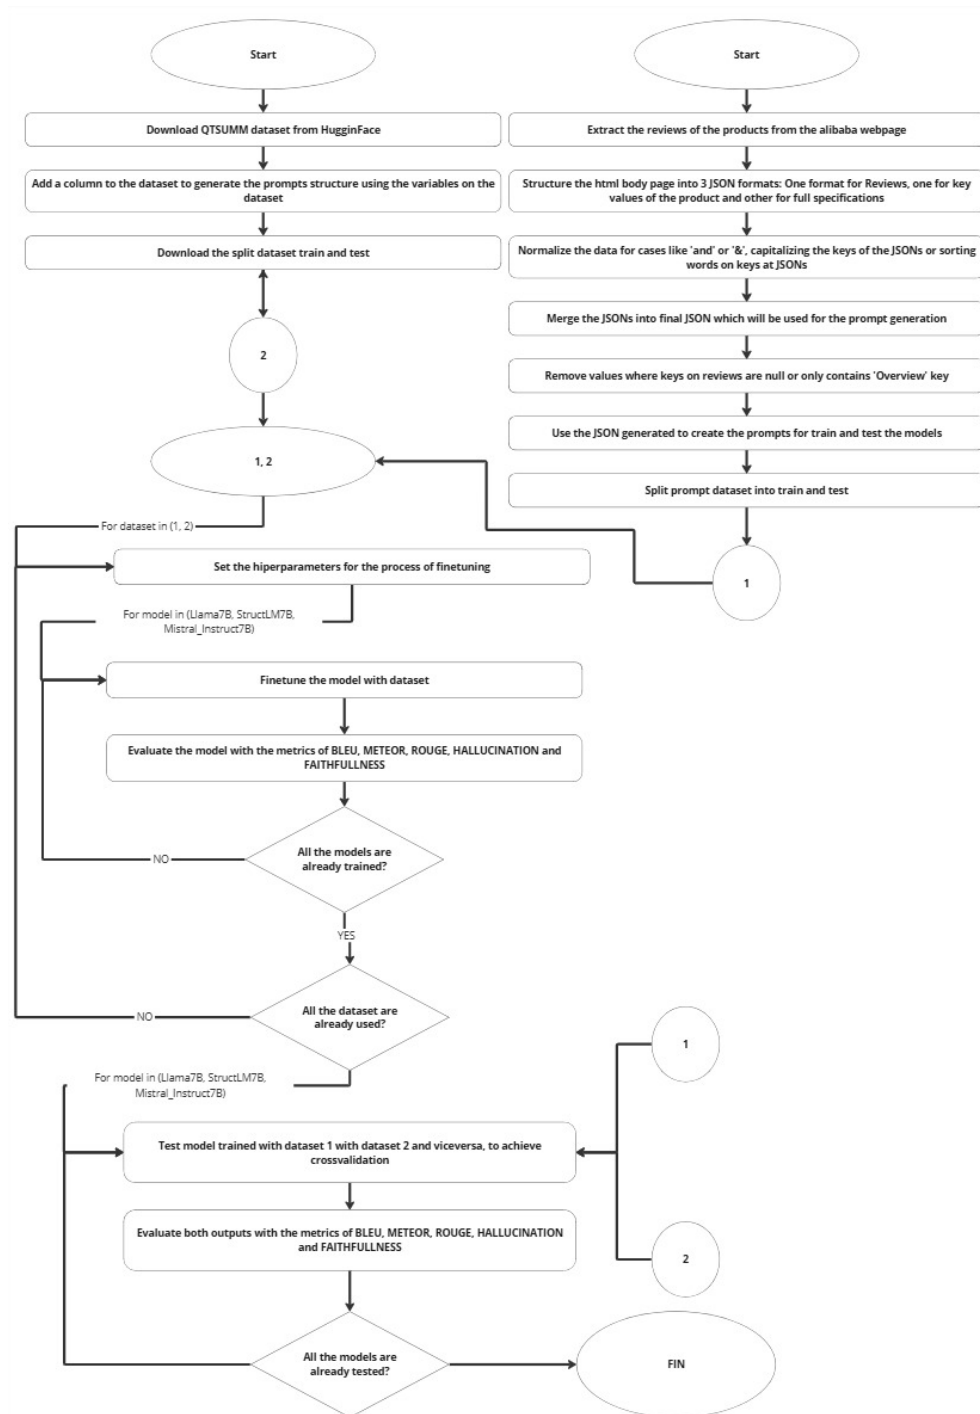 Start
Download QTSUMM dataset from HugginFace
Add a column to the dataset to generate the prompts structure using the variables on the
dataset
Download the split dataset train and test
2
1, 2
Start
Extract the reviews of the products from the alibaba webpage
Structure the html body page into 3 JSON formats: One format for Reviews, one for key
values of the product and other for full specifications
Normalize the data for cases like 'and' or '&', capitalizing the keys of the JSONs or sorting
words on keys at JSONs
Merge the JSONs into final JSON which will be used for the prompt generation
Remove values where keys on reviews are null or only contains 'Overview' key
Use the JSON generated to create the prompts for train and test the models
Split prompt dataset into train and test
1
For dataset in (1, 2)
Set the hiperparameters for the process of finetuning
For model in (Llama7B, StructLM7B,
Mistral_Instruct7B)
Finetune the model with dataset
Evaluate the model with the metrics of BLEU, METEOR, ROUGE, HALLUCINATION and
FAITHFULLNESS
All the models are
already trained?
NO
YES
All the dataset are
already used?
NO
For model in (Llama7B, StructLM7B,
Mistral_Instruct7B)
1
Test model trained with dataset 1 with dataset 2 and viceversa, to achieve
crossvalidation
Evaluate both outputs with the metrics of BLEU, METEOR, ROUGE, HALLUCINATION
and FAITHFULLNESS
2
All the models are
already tested?
FIN